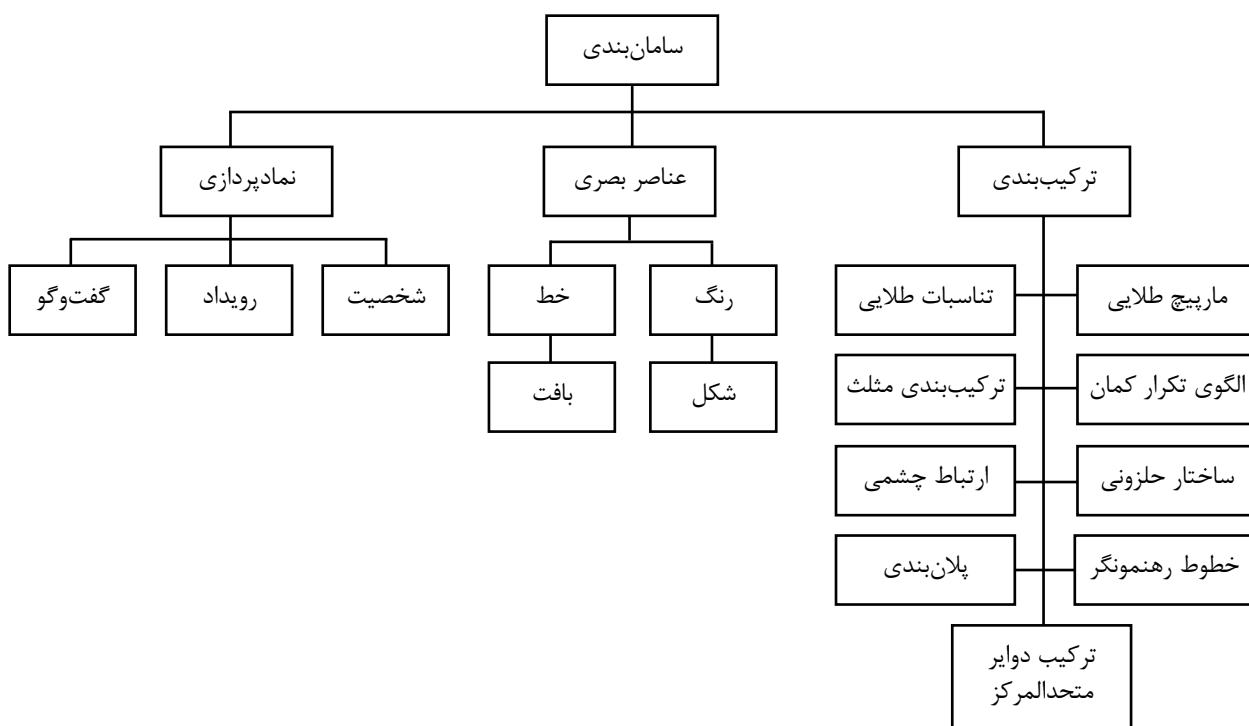 سامان‌بندی
ترکیب‌بندی
عناصر بصری
نمادپردازی
مارپیچ طلایی
تناسبات طلایی
رنگ
خط
شخصیت
رویداد
گفت‌وگو
الگوی تکرار کمان
ترکیب‌بندی مثلث
شکل
بافت
ساختار حلزونی
ارتباط چشمی
خطوط رهنمونگر
پلان‌بندی
ترکیب دوایر
متحدالمرکز